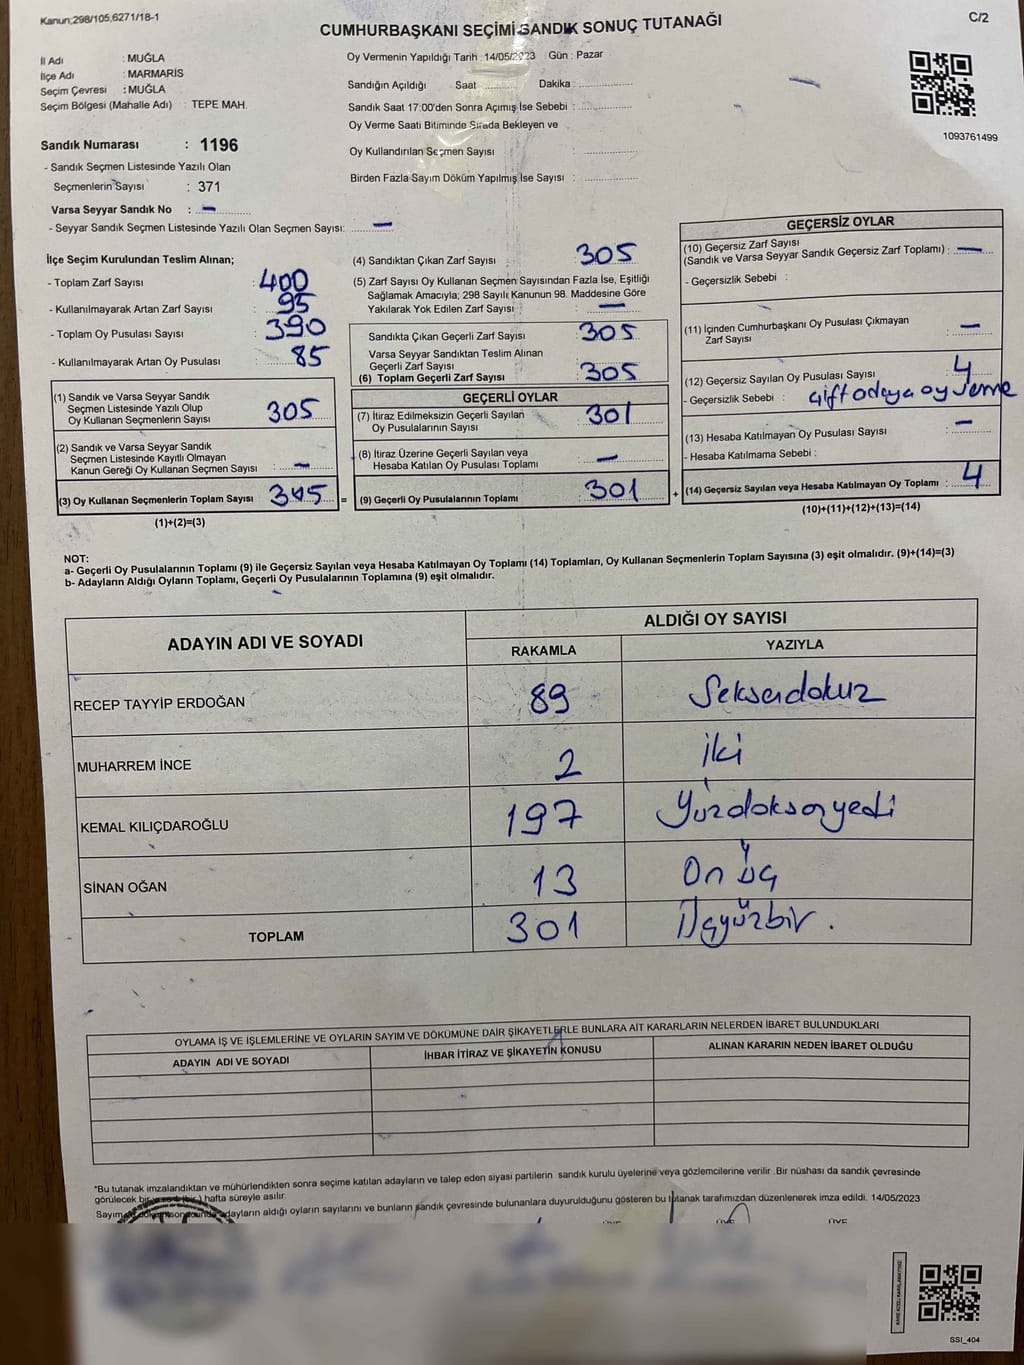 Kanun;298/105,6271/18-1
C/2
CUMHURBAŞKANI SEÇİMİ SANDIK SONUÇ TUTANAĞI
İl Adı : MUĞLA
İlçe Adı : MARMARİS
Seçim Çevresi : MUĞLA
Seçim Bölgesi (Mahalle Adı) : TEPE MAH.
Oy Vermenin Yapıldığı Tarih : 14/05/2023 Gün : Pazar
Sandığın Açıldığı Saat ............ Dakika : ............
Sandık Saat 17:00'den Sonra Açımış İse Sebebi : ............
Oy Verme Saati Bitiminde Sırada Bekleyen ve
Oy Kullandırılan Seçmen Sayısı ............
Birden Fazla Sayım Döküm Yapılmış İse Sayısı : ............
1093761499
Sandık Numarası : 1196
- Sandık Seçmen Listesinde Yazılı Olan
Seçmenlerin Sayısı : 371
Varsa Seyyar Sandık No : —
- Seyyar Sandık Seçmen Listesinde Yazılı Olan Seçmen Sayısı: —
İlçe Seçim Kurulundan Teslim Alınan;
- Toplam Zarf Sayısı : 400
- Kullanılmayarak Artan Zarf Sayısı : 95
- Toplam Oy Pusulası Sayısı : 390
- Kullanılmayarak Artan Oy Pusulası : 85
(1) Sandık ve Varsa Seyyar Sandık
Seçmen Listesinde Yazılı Olup
Oy Kullanan Seçmenlerin Sayısı 305
(2) Sandık ve Varsa Seyyar Sandık
Seçmen Listesinde Kayıtlı Olmayan
Kanun Gereği Oy Kullanan Seçmen Sayısı : —
(3) Oy Kullanan Seçmenlerin Toplam Sayısı 305 =
(1)+(2)=(3)
(4) Sandıktan Çıkan Zarf Sayısı : 305
(5) Zarf Sayısı Oy Kullanan Seçmen Sayısından Fazla İse, Eşitliği
Sağlamak Amacıyla; 298 Sayılı Kanunun 98. Maddesine Göre
Yakılarak Yok Edilen Zarf Sayısı : —
Sandıkta Çıkan Geçerli Zarf Sayısı : 305
Varsa Seyyar Sandıktan Teslim Alınan
Geçerli Zarf Sayısı
(6) Toplam Geçerli Zarf Sayısı : 305
GEÇERLİ OYLAR
(7) İtiraz Edilmeksizin Geçerli Sayılan
Oy Pusulalarının Sayısı : 301
(8) İtiraz Üzerine Geçerli Sayılan veya
Hesaba Katılan Oy Pusulası Toplamı : —
(9) Geçerli Oy Pusulalarının Toplamı : 301 +
GEÇERSİZ OYLAR
(10) Geçersiz Zarf Sayısı
(Sandık ve Varsa Seyyar Sandık Geçersiz Zarf Toplamı) : —
- Geçersizlik Sebebi :
(11) İçinden Cumhurbaşkanı Oy Pusulası Çıkmayan
Zarf Sayısı : —
(12) Geçersiz Sayılan Oy Pusulası Sayısı : 4
- Geçersizlik Sebebi : Çift odaya oy verme
(13) Hesaba Katılmayan Oy Pusulası Sayısı : —
- Hesaba Katılmama Sebebi :
(14) Geçersiz Sayılan veya Hesaba Katılmayan Oy Toplamı : 4
(10)+(11)+(12)+(13)=(14)
NOT:
a- Geçerli Oy Pusulalarının Toplamı (9) ile Geçersiz Sayılan veya Hesaba Katılmayan Oy Toplamı (14) Toplamları, Oy Kullanan Seçmenlerin Toplam Sayısına (3) eşit olmalıdır. (9)+(14)=(3)
b- Adayların Aldığı Oyların Toplamı, Geçerli Oy Pusulalarının Toplamına (9) eşit olmalıdır.
ADAYIN ADI VE SOYADI
ALDIĞI OY SAYISI
RAKAMLA YAZIYLA
RECEP TAYYİP ERDOĞAN 89 Seksendokuz
MUHARREM İNCE 2 İki
KEMAL KILIÇDAROĞLU 197 Yüzdoksanyedi
SİNAN OĞAN 13 On üç
TOPLAM 301 Üçyüzbir.
OYLAMA İŞ VE İŞLEMLERİNE VE OYLARIN SAYIM VE DÖKÜMÜNE DAİR ŞİKAYETLERLE BUNLARA AİT KARARLARIN NELERDEN İBARET BULUNDUKLARI
ADAYIN ADI VE SOYADI İHBAR İTİRAZ VE ŞİKAYETİN KONUSU ALINAN KARARIN NEDEN İBARET OLDUĞU
*Bu tutanak imzalandıktan ve mühürlendikten sonra seçime katılan adayların ve talep eden siyasi partilerin sandık kurulu üyelerine veya gözlemcilerine verilir .Bir nüshası da sandık çevresinde
görülecek bir hafta süreyle asılır.
Sayım sonucunda adayların aldığı oyların sayılarını ve bunların sandık çevresinde bulunanlara duyurulduğunu gösteren bu tutanak tarafımızdan düzenlenerek imza edildi. 14/05/2023
SSI_404